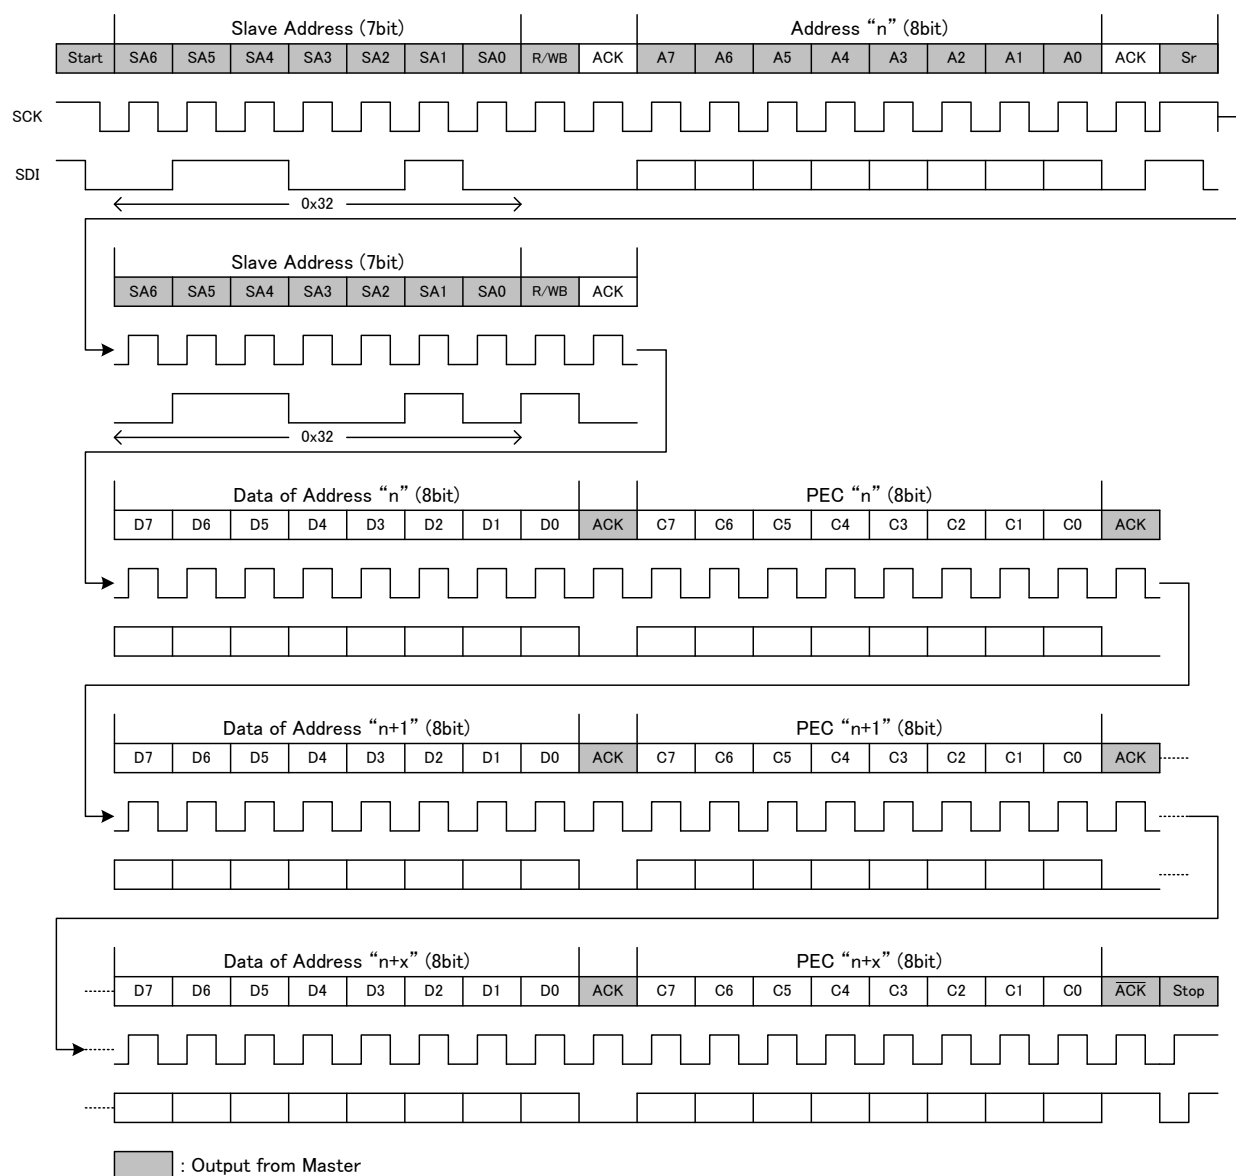 Slave Address (7bit) Address “n” (8bit)
Start SA6 SA5 SA4 SA3 SA2 SA1 SA0 R/WB ACK A7 A6 A5 A4 A3 A2 A1 A0 ACK Sr
SCK
SDI
0x32
Slave Address (7bit)
SA6 SA5 SA4 SA3 SA2 SA1 SA0 R/WB ACK
0x32
Data of Address “n” (8bit) PEC “n” (8bit)
D7 D6 D5 D4 D3 D2 D1 D0 ACK C7 C6 C5 C4 C3 C2 C1 C0 ACK
Data of Address “n+1” (8bit) PEC “n+1” (8bit)
D7 D6 D5 D4 D3 D2 D1 D0 ACK C7 C6 C5 C4 C3 C2 C1 C0 ACK
Data of Address “n+x” (8bit) PEC “n+x” (8bit)
D7 D6 D5 D4 D3 D2 D1 D0 ACK C7 C6 C5 C4 C3 C2 C1 C0 A̅C̅K̅ Stop
: Output from Master